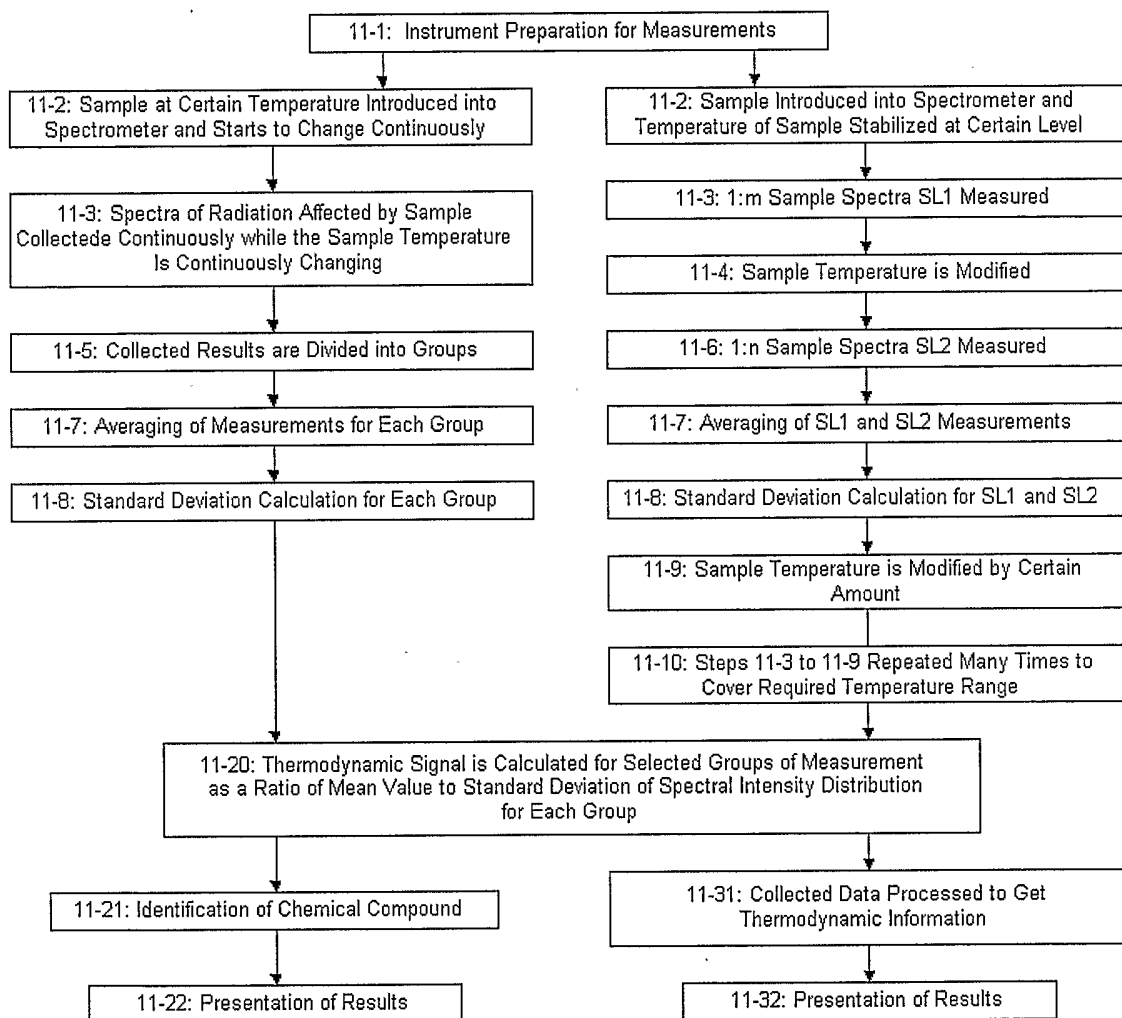 11-1: Instrument Preparation for Measurements
11-2: Sample at Certain Temperature Introduced into
Spectrometer and Starts to Change Continuously
11-3: Spectra of Radiation Affected by Sample
Collectede Continuously while the Sample Temperature
Is Continuously Changing
11-5: Collected Results are Divided into Groups
11-7: Averaging of Measurements for Each Group
11-8: Standard Deviation Calculation for Each Group
11-2: Sample Introduced into Spectrometer and
Temperature of Sample Stabilized at Certain Level
11-3: 1:m Sample Spectra SL1 Measured
11-4: Sample Temperature is Modified
11-6: 1:n Sample Spectra SL2 Measured
11-7: Averaging of SL1 and SL2 Measurements
11-8: Standard Deviation Calculation for SL1 and SL2
11-9: Sample Temperature is Modified by Certain
Amount
11-10: Steps 11-3 to 11-9 Repeated Many Times to
Cover Required Temperature Range
11-20: Thermodynamic Signal is Calculated for Selected Groups of Measurement
as a Ratio of Mean Value to Standard Deviation of Spectral Intensity Distribution
for Each Group
11-21: Identification of Chemical Compound
11-22: Presentation of Results
11-31: Collected Data Processed to Get
Thermodynamic Information
11-32: Presentation of Results